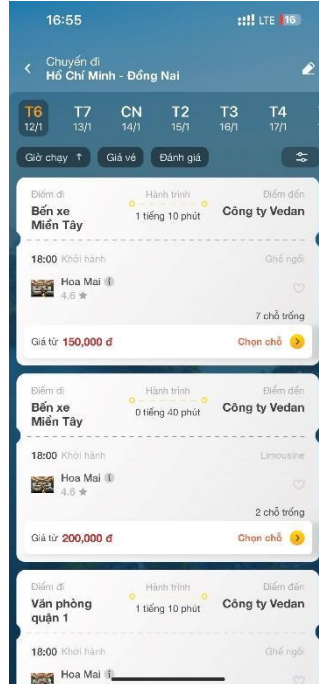 16:55 LTE 16
Chuyến đi
Hồ Chí Minh - Đồng Nai
T6 T7 CN T2 T3 T4
12/1 13/1 14/1 15/1 16/1 17/1
Giờ chạy ↑ Giá vé Đánh giá
Điểm đi Hành trình Điểm đến
Bến xe Miền Tây 1 tiếng 10 phút Công ty Vedan
18:00 Khởi hành Ghế ngồi
Hoa Mai
4.5 ★
7 chỗ trống
Giá từ 150,000 đ Chọn chỗ
Điểm đi Hành trình Điểm đến
Bến xe Miền Tây 0 tiếng 40 phút Công ty Vedan
18:00 Khởi hành Limousine
Hoa Mai
4.5 ★
2 chỗ trống
Giá từ 200,000 đ Chọn chỗ
Điểm đi Hành trình Điểm đến
Văn phòng quận 1 1 tiếng 10 phút Công ty Vedan
18:00 Khởi hành Ghế ngồi
Hoa Mai